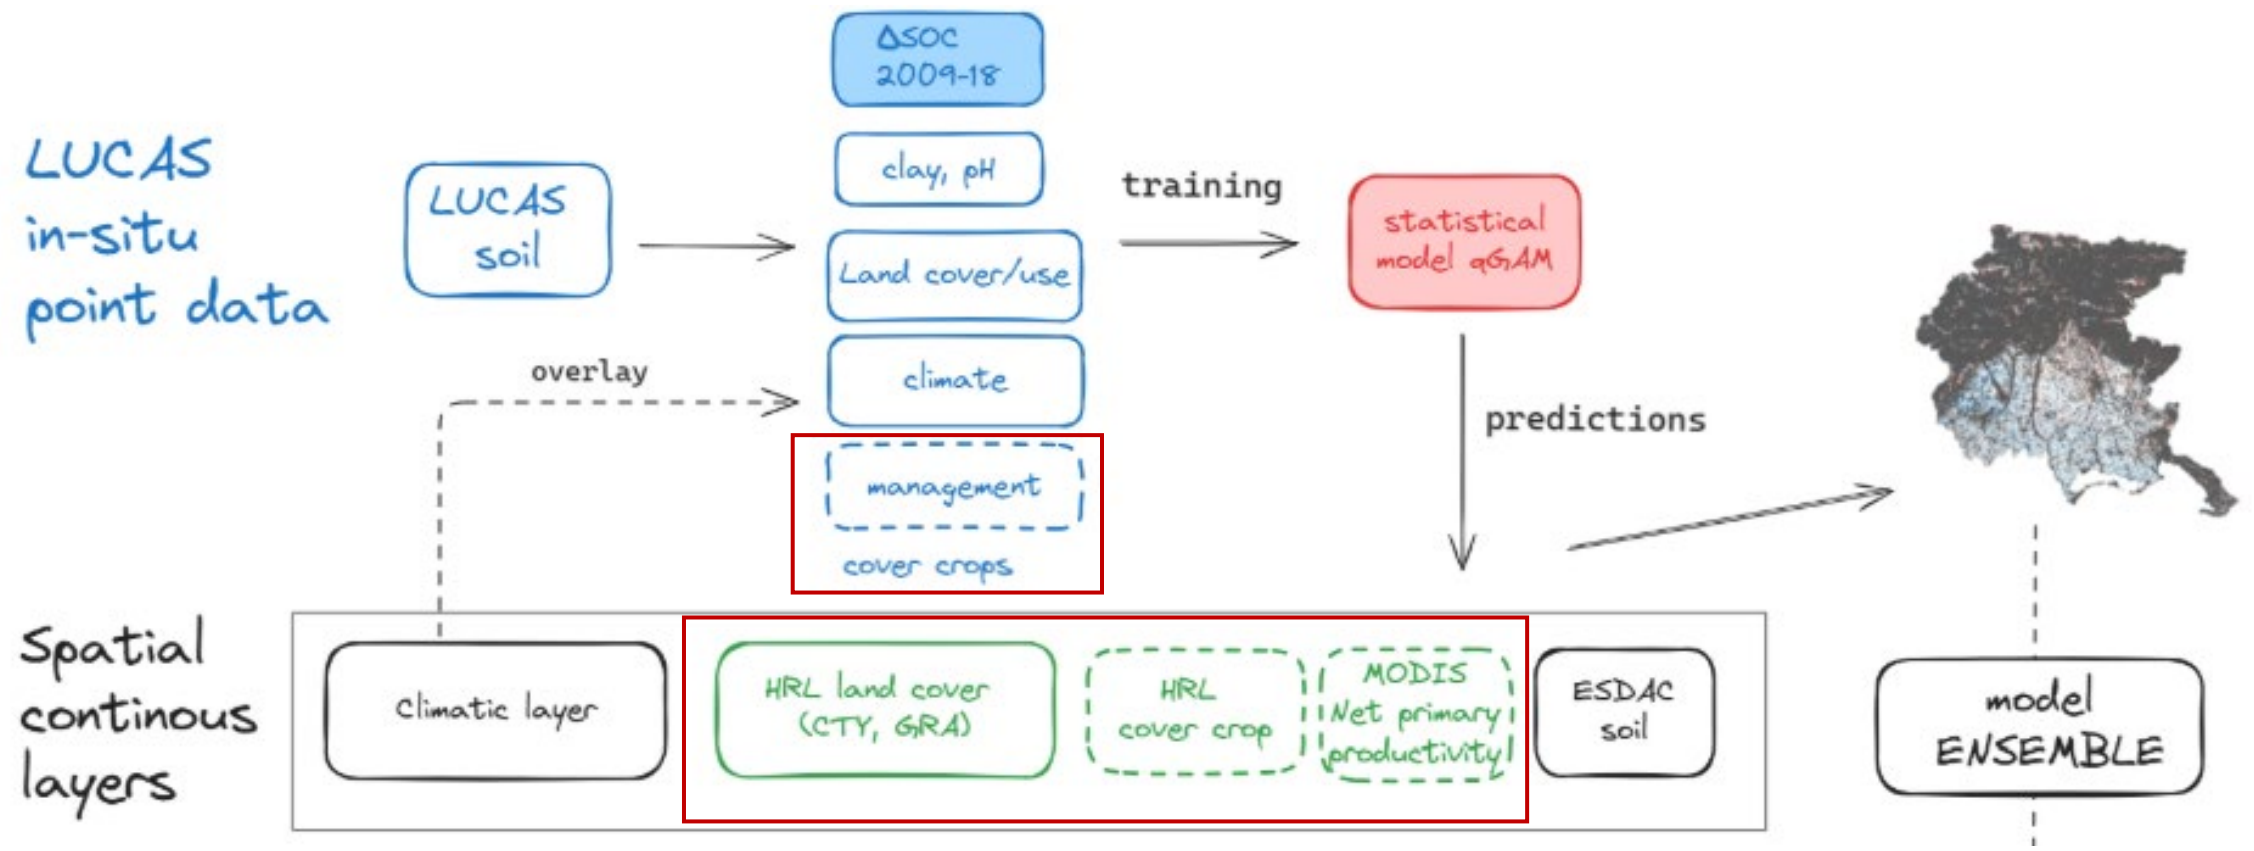 LUCAS
in-situ
point data
LUCAS
soil
ΔSOC
2009-18
clay, pH
Land cover/use
climate
management
cover crops
overlay
training
statistical
model qGAM
predictions
Spatial
continous
layers
Climatic layer
HRL land cover
(CTY, GRA)
HRL
cover crop
MODIS
Net primary
productivity
ESDAC
soil
model
ENSEMBLE